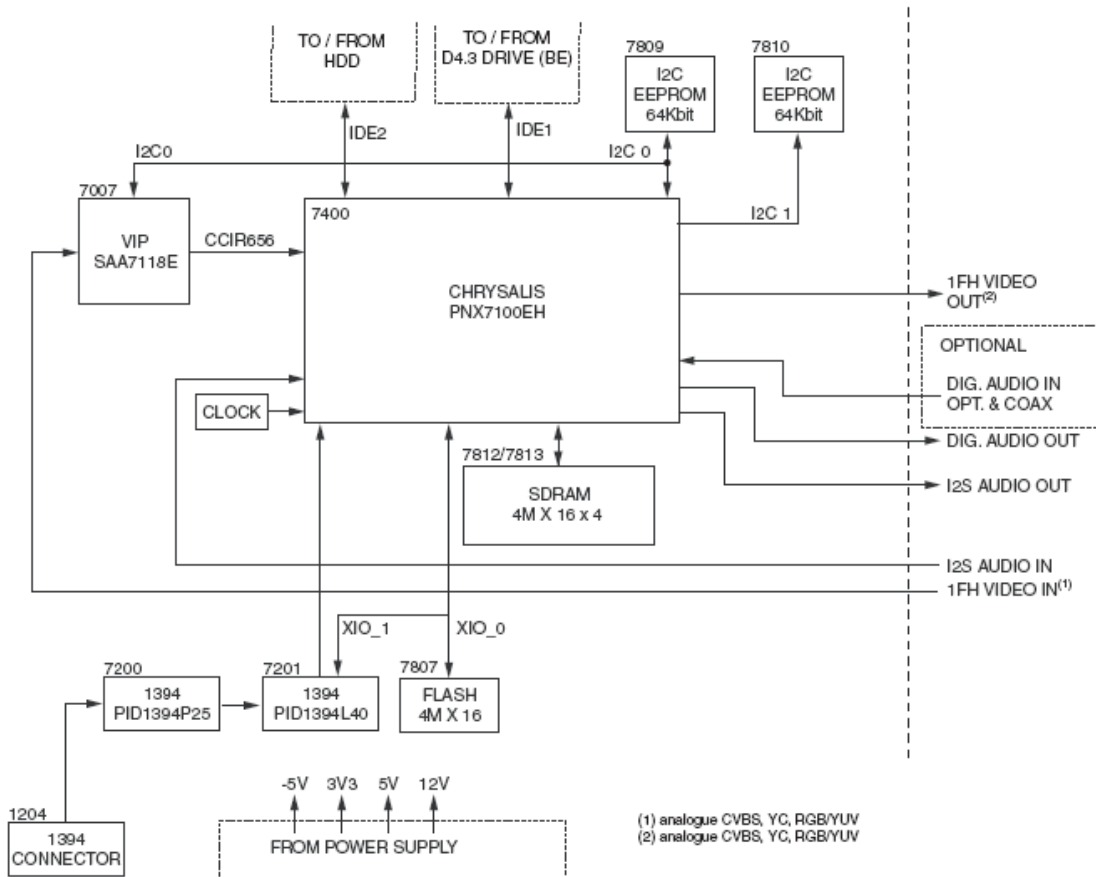 TO / FROM
HDD
TO / FROM
D4.3 DRIVE (BE)
7809
I2C
EEPROM
64Kbit
7810
I2C
EEPROM
64Kbit
IDE2
IDE1
I2C0
I2C 0
7007
VIP
SAA7118E
CCIR656
7400
CHRYSALIS
PNX7100EH
I2C 1
1FH VIDEO
OUT(2)
OPTIONAL
DIG. AUDIO IN
OPT. & COAX
CLOCK
DIG. AUDIO OUT
7812/7813
SDRAM
4M X 16 x 4
I2S AUDIO OUT
I2S AUDIO IN
1FH VIDEO IN(1)
XIO_1
XIO_0
7200
1394
PID1394P25
7201
1394
PID1394L40
7807
FLASH
4M X 16
-5V
3V3
5V
12V
1204
1394
CONNECTOR
FROM POWER SUPPLY
(1) analogue CVBS, YC, RGB/YUV
(2) analogue CVBS, YC, RGB/YUV